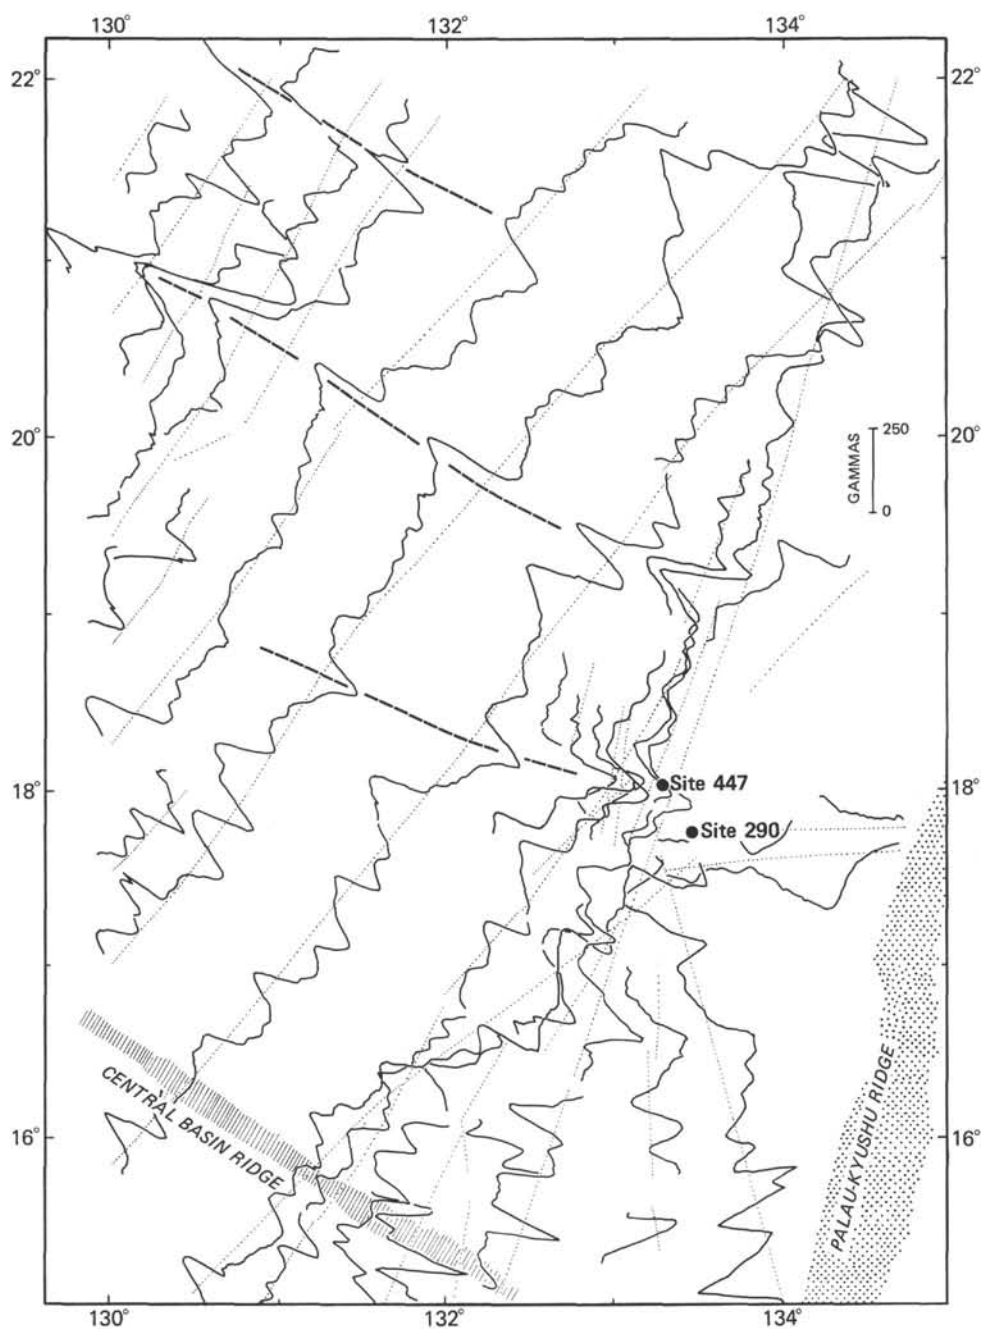 130° 132° 134°
22° 22°
20° 20°
250
GAMMAS
0
Site 447
18° 18°
Site 290
CENTRAL BASIN RIDGE
PALAU-KYUSHU RIDGE
16° 16°
130° 132° 134°